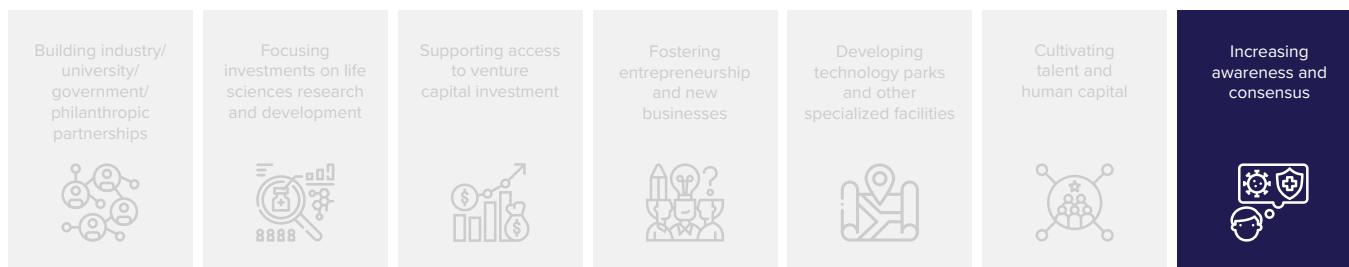 Building industry/
university/
government/
philanthropic
partnerships
Focusing
investments on life
sciences research
and development
Supporting access
to venture
capital investment
Fostering
entrepreneurship
and new
businesses
Developing
technology parks
and other
specialized facilities
Cultivating
talent and
human capital
Increasing
awareness and
consensus